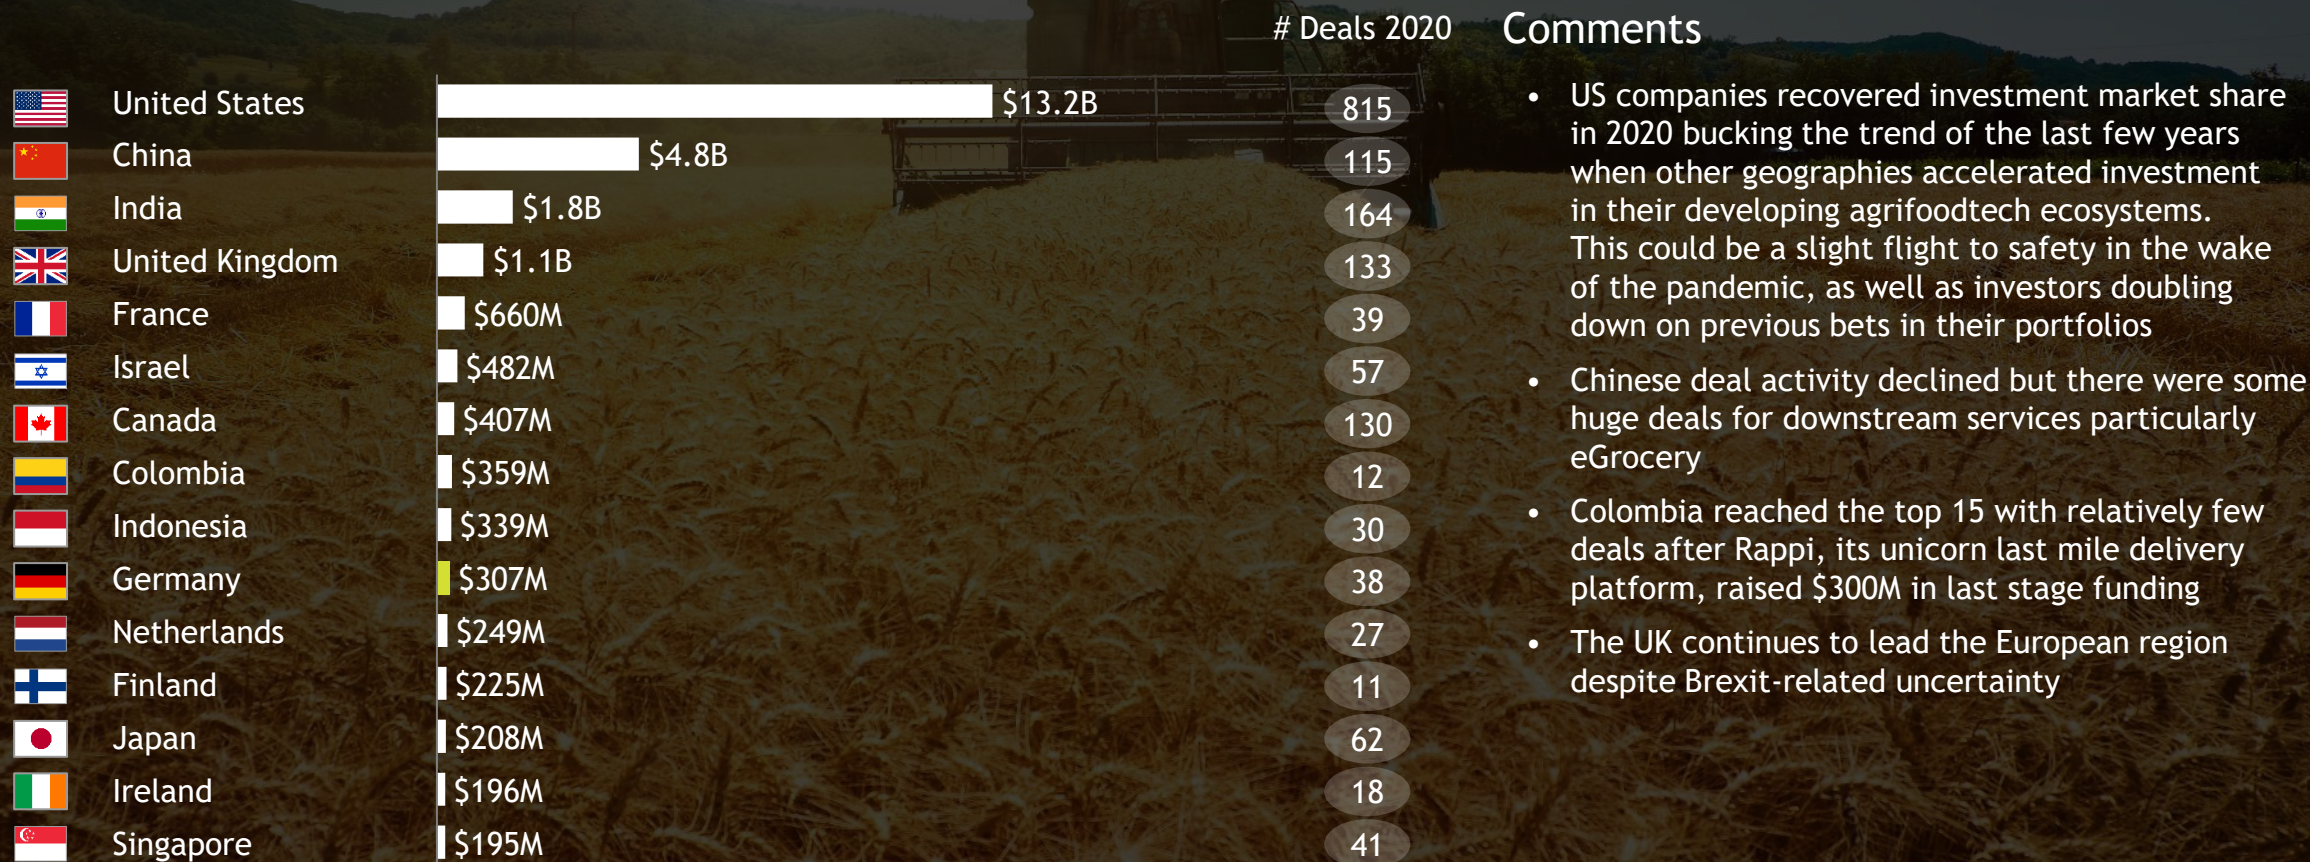 # Deals 2020
United States $13.2B 815
China $4.8B 115
India $1.8B 164
United Kingdom $1.1B 133
France $660M 39
Israel $482M 57
Canada $407M 130
Colombia $359M 12
Indonesia $339M 30
Germany $307M 38
Netherlands $249M 27
Finland $225M 11
Japan $208M 62
Ireland $196M 18
Singapore $195M 41
Comments
• US companies recovered investment market share
in 2020 bucking the trend of the last few years
when other geographies accelerated investment
in their developing agrifoodtech ecosystems.
This could be a slight flight to safety in the wake
of the pandemic, as well as investors doubling
down on previous bets in their portfolios
• Chinese deal activity declined but there were some
huge deals for downstream services particularly
eGrocery
• Colombia reached the top 15 with relatively few
deals after Rappi, its unicorn last mile delivery
platform, raised $300M in last stage funding
• The UK continues to lead the European region
despite Brexit-related uncertainty